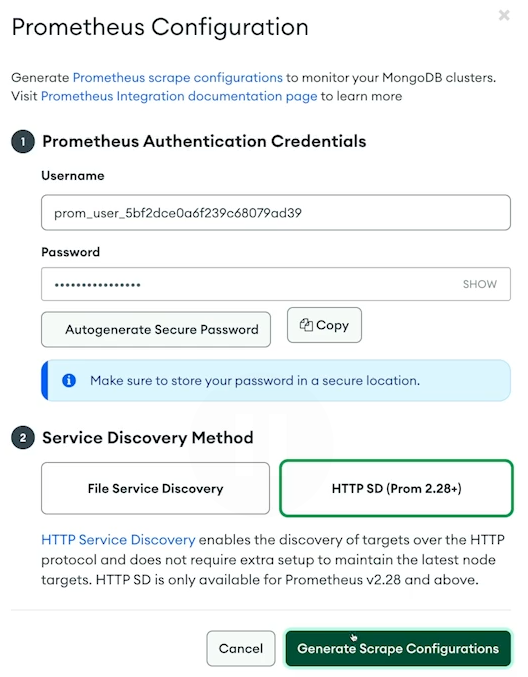 Prometheus Configuration
Generate Prometheus scrape configurations to monitor your MongoDB clusters.
Visit Prometheus Integration documentation page to learn more
1 Prometheus Authentication Credentials
Username
prom_user_5bf2dce0a6f239c68079ad39
Password
••••••••••••••••
SHOW
Autogenerate Secure Password
Copy
Make sure to store your password in a secure location.
2 Service Discovery Method
File Service Discovery
HTTP SD (Prom 2.28+)
HTTP Service Discovery enables the discovery of targets over the HTTP
protocol and does not require extra setup to maintain the latest node
targets. HTTP SD is only available for Prometheus v2.28 and above.
Cancel
Generate Scrape Configurations